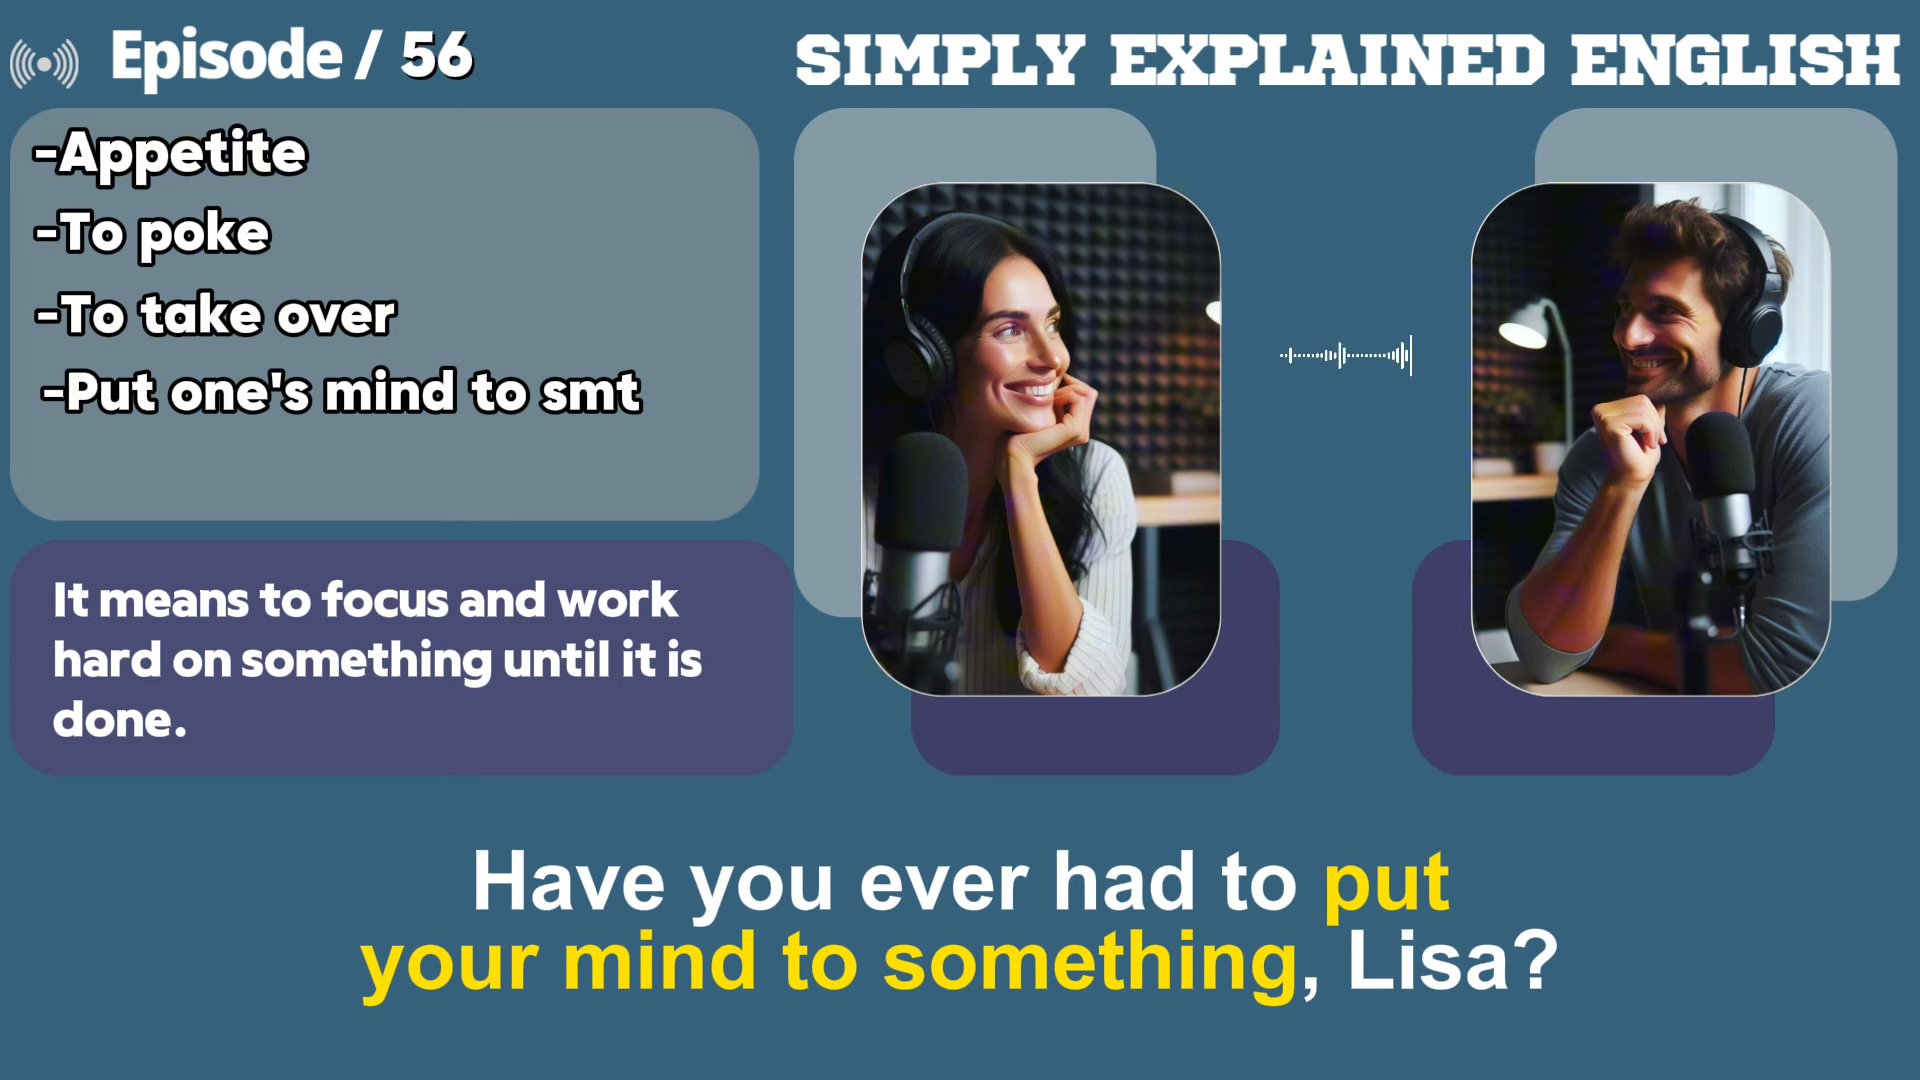 Episode / 56
SIMPLY EXPLAINED ENGLISH
-Appetite
-To poke
-To take over
-Put one's mind to smt
It means to focus and work
hard on something until it is
done.
Have you ever had to put
your mind to something, Lisa?